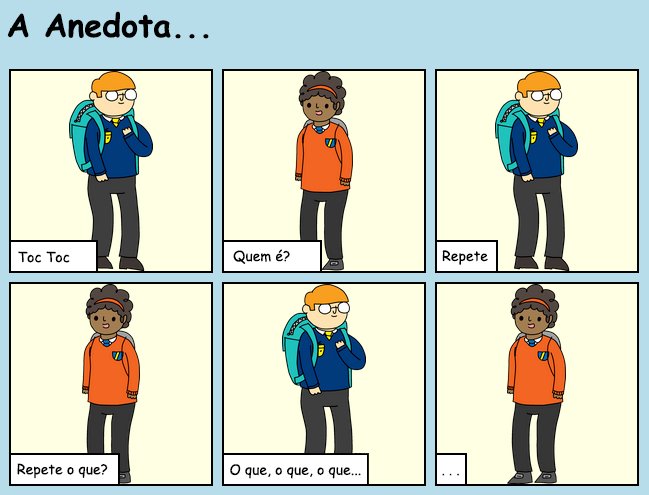 A Anedota...
Toc Toc
Quem é?
Repete
Repete o que?
O que, o que, o que...
. . .